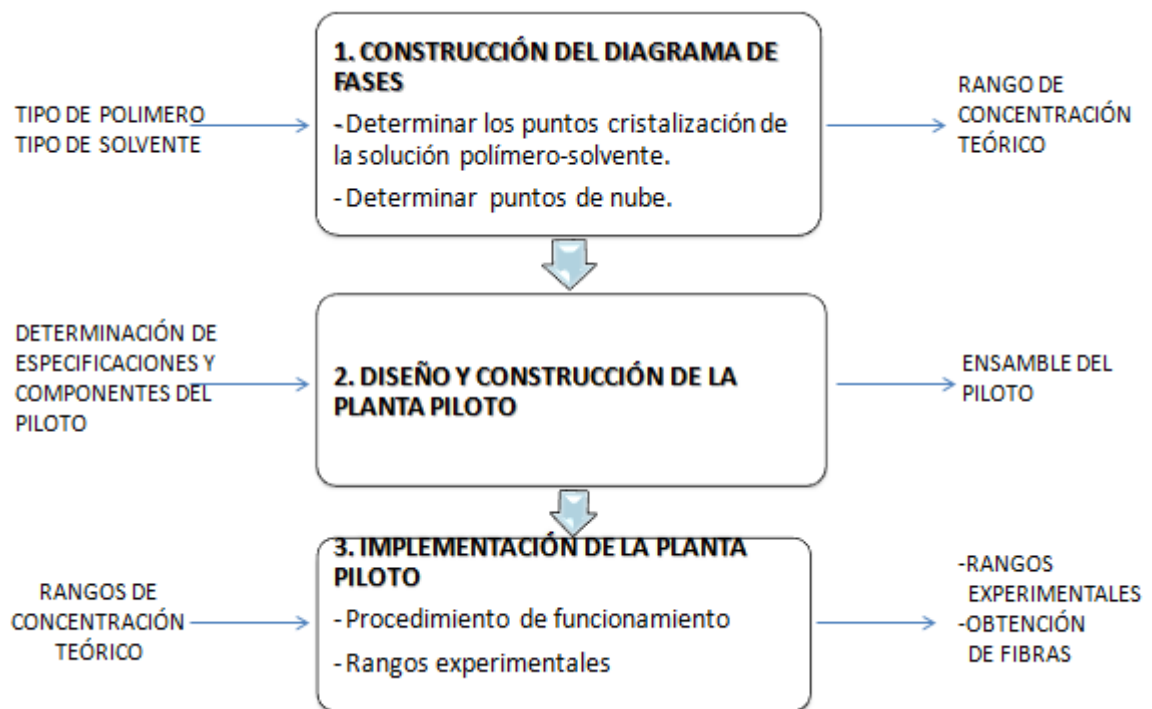 TIPO DE POLIMERO
TIPO DE SOLVENTE
1. CONSTRUCCIÓN DEL DIAGRAMA DE
FASES
-Determinar los puntos cristalización de
la solución polímero-solvente.
-Determinar puntos de nube.
RANGO DE
CONCENTRACIÓN
TEÓRICO
DETERMINACIÓN DE
ESPECIFICACIONES Y
COMPONENTES DEL
PILOTO
2. DISEÑO Y CONSTRUCCIÓN DE LA
PLANTA PILOTO
ENSAMBLE DEL
PILOTO
RANGOS DE
CONCENTRACIÓN
TEÓRICO
3. IMPLEMENTACIÓN DE LA PLANTA
PILOTO
-Procedimiento de funcionamiento
-Rangos experimentales
-RANGOS
EXPERIMENTALES
-OBTENCIÓN
DE FIBRAS